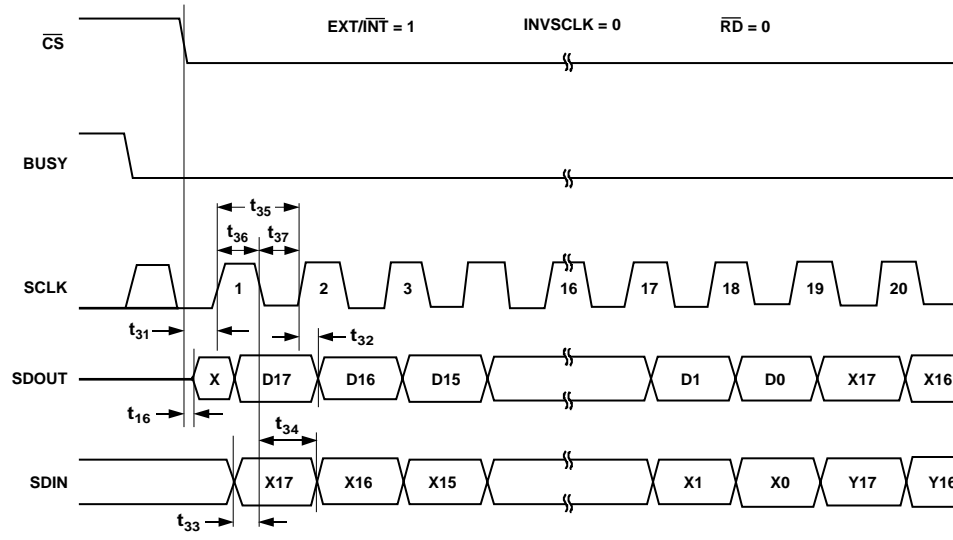 EXT/INT = 1 INVSCLK = 0 RD = 0
CS
BUSY
t35
t36 t37
SCLK 1 2 3 16 17 18 19 20
t31 t32
SDOUT X D17 D16 D15 D1 D0 X17 X16
t16 t34
SDIN X17 X16 X15 X1 X0 Y17 Y16
t33